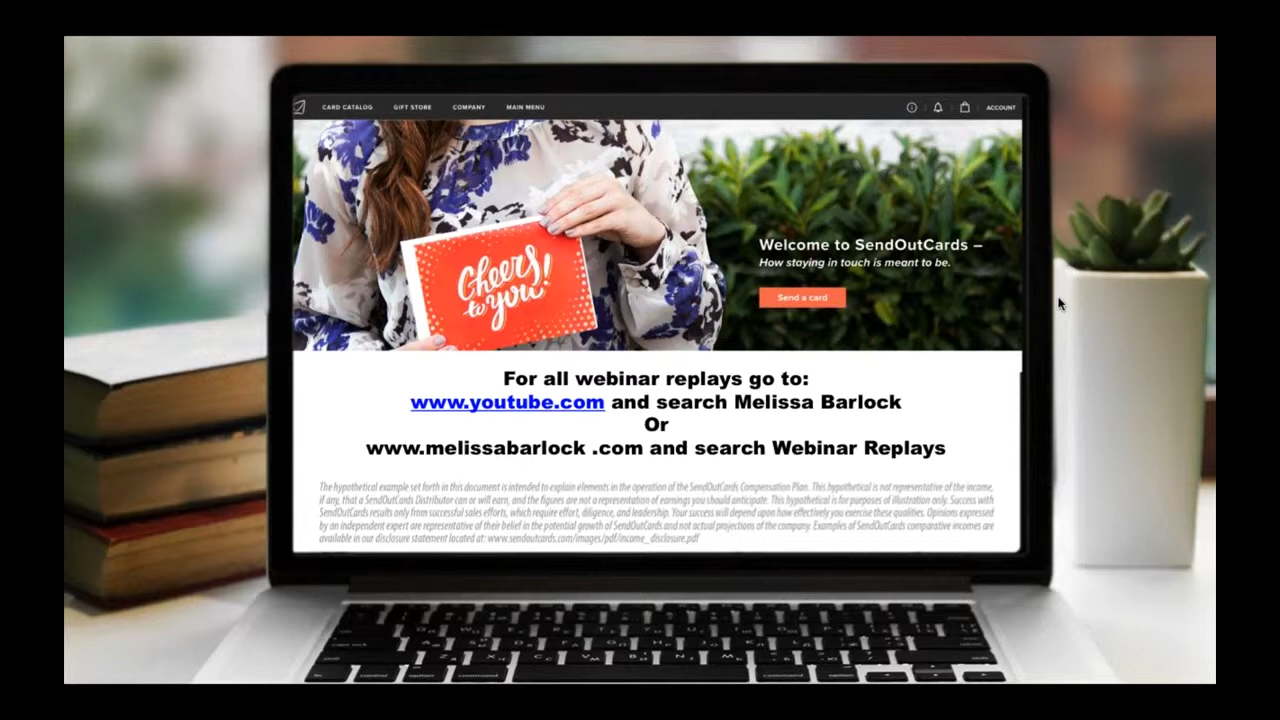 CARD CATALOG GIFT STORE COMPANY MAIN MENU ACCOUNT
Cheers
to you!
Welcome to SendOutCards –
How staying in touch is meant to be.
Send a card
For all webinar replays go to:
www.youtube.com and search Melissa Barlock
Or
www.melissabarlock .com and search Webinar Replays
The hypothetical example set forth in this document is intended to explain elements in the operation of the SendOutCards Compensation Plan. This hypothetical is not representative of the income,
if any, that a SendOutCards Distributor can or will earn, and the figures are not a representation of earnings you should anticipate. This hypothetical is for purposes of illustration only. Success with
SendOutCards results only from successful sales efforts, which require effort, diligence, and leadership. Your success will depend upon how effectively you exercise these qualities. Opinions expressed
by an independent expert are representative of their belief in the potential growth of SendOutCards and not actual projections of the company. Examples of SendOutCards comparative incomes are
available in our disclosure statement located at: www.sendoutcards.com/images/pdf/income_disclosure.pdf
control option command command option